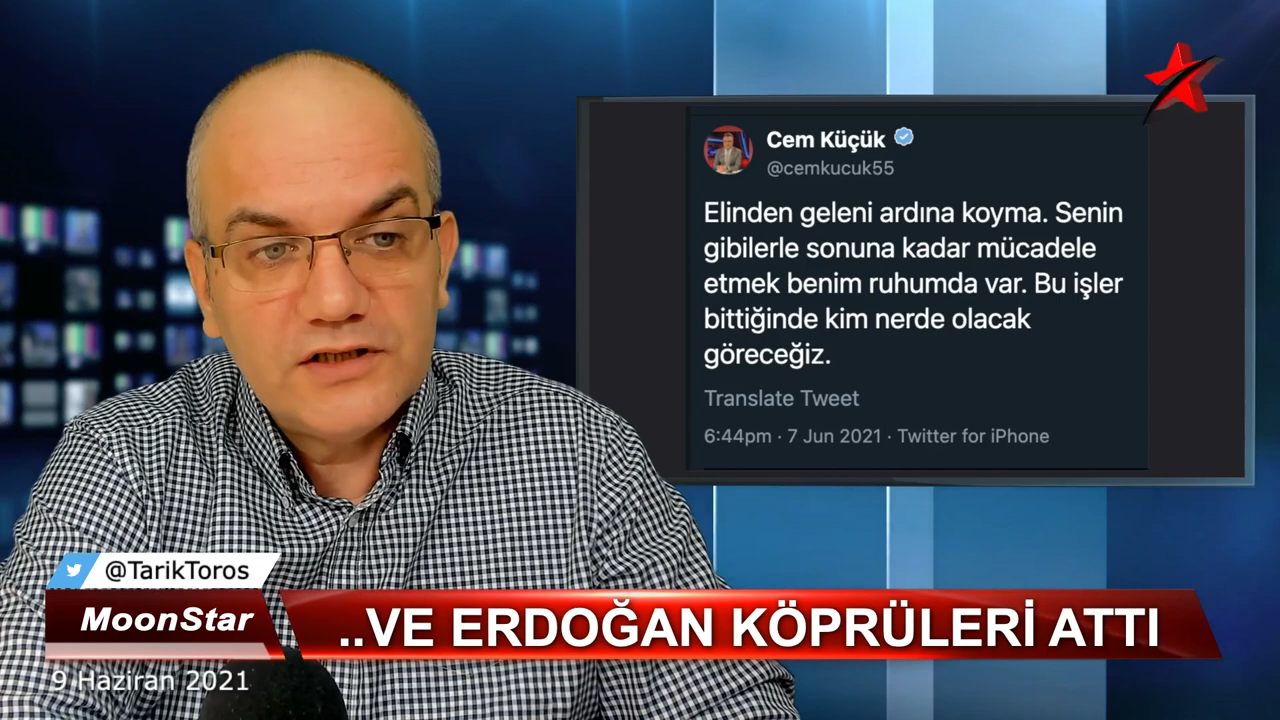 Cem Küçük
@cemkucuk55
Elinden geleni ardına koyma. Senin
gibilerle sonuna kadar mücadele
etmek benim ruhumda var. Bu işler
bittiğinde kim nerde olacak
göreceğiz.
Translate Tweet
6:44pm · 7 Jun 2021 · Twitter for iPhone
@TarikToros
MoonStar
..VE ERDOĞAN KÖPRÜLERİ ATTI
9 Haziran 2021